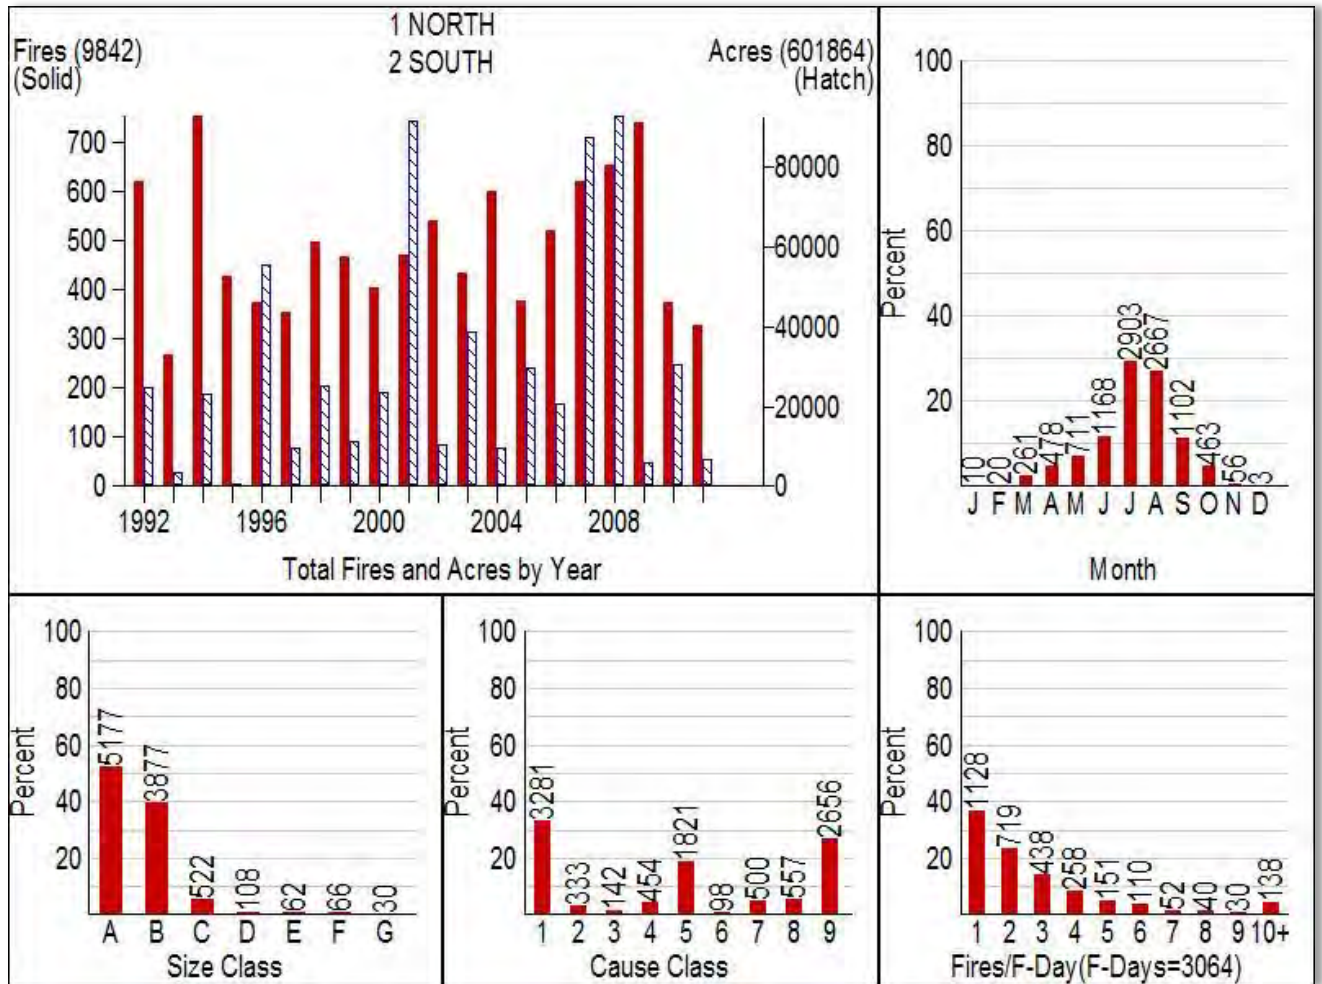 1 NORTH
2 SOUTH
Fires (9842)
(Solid)
Acres (601864)
(Hatch)
700
600
500
400
300
200
100
0
80000
60000
40000
20000
0
1992 1996 2000 2004 2008
Total Fires and Acres by Year
100
80
60
40
20
Percent
10 20 261 478 711 1168 2903 2667 1102 463 56 3
J F M A M J J A S O N D
Month
100
80
60
40
20
Percent
5177 3877 522 108 62 66 30
A B C D E F G
Size Class
100
80
60
40
20
Percent
3281 333 142 454 1821 98 500 557 2656
1 2 3 4 5 6 7 8 9
Cause Class
100
80
60
40
20
Percent
1128 719 438 258 151 110 52 40 30 138
1 2 3 4 5 6 7 8 9 10+
Fires/F-Day(F-Days=3064)